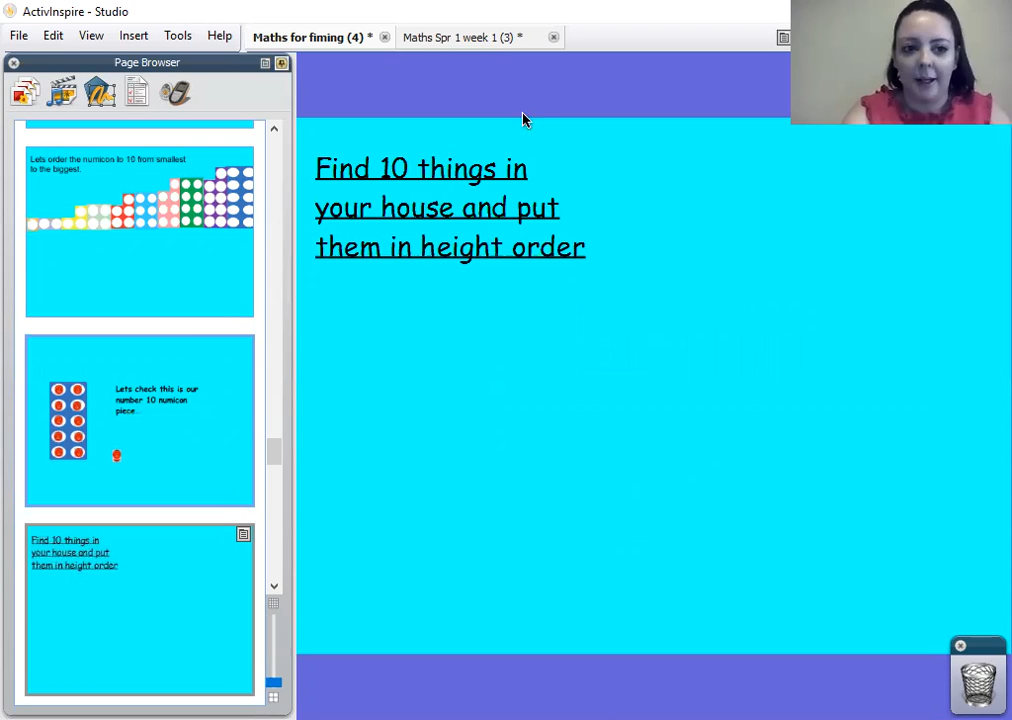 ActivInspire - Studio
File Edit View Insert Tools Help
Maths for fiming (4) *
Maths Spr 1 week 1 (3) *
Page Browser
Lets order the numicon to 10 from smallest
to the biggest.
Lets check this is our
number 10 numicon
piece.
Find 10 things in
your house and put
them in height order
Find 10 things in
your house and put
them in height order